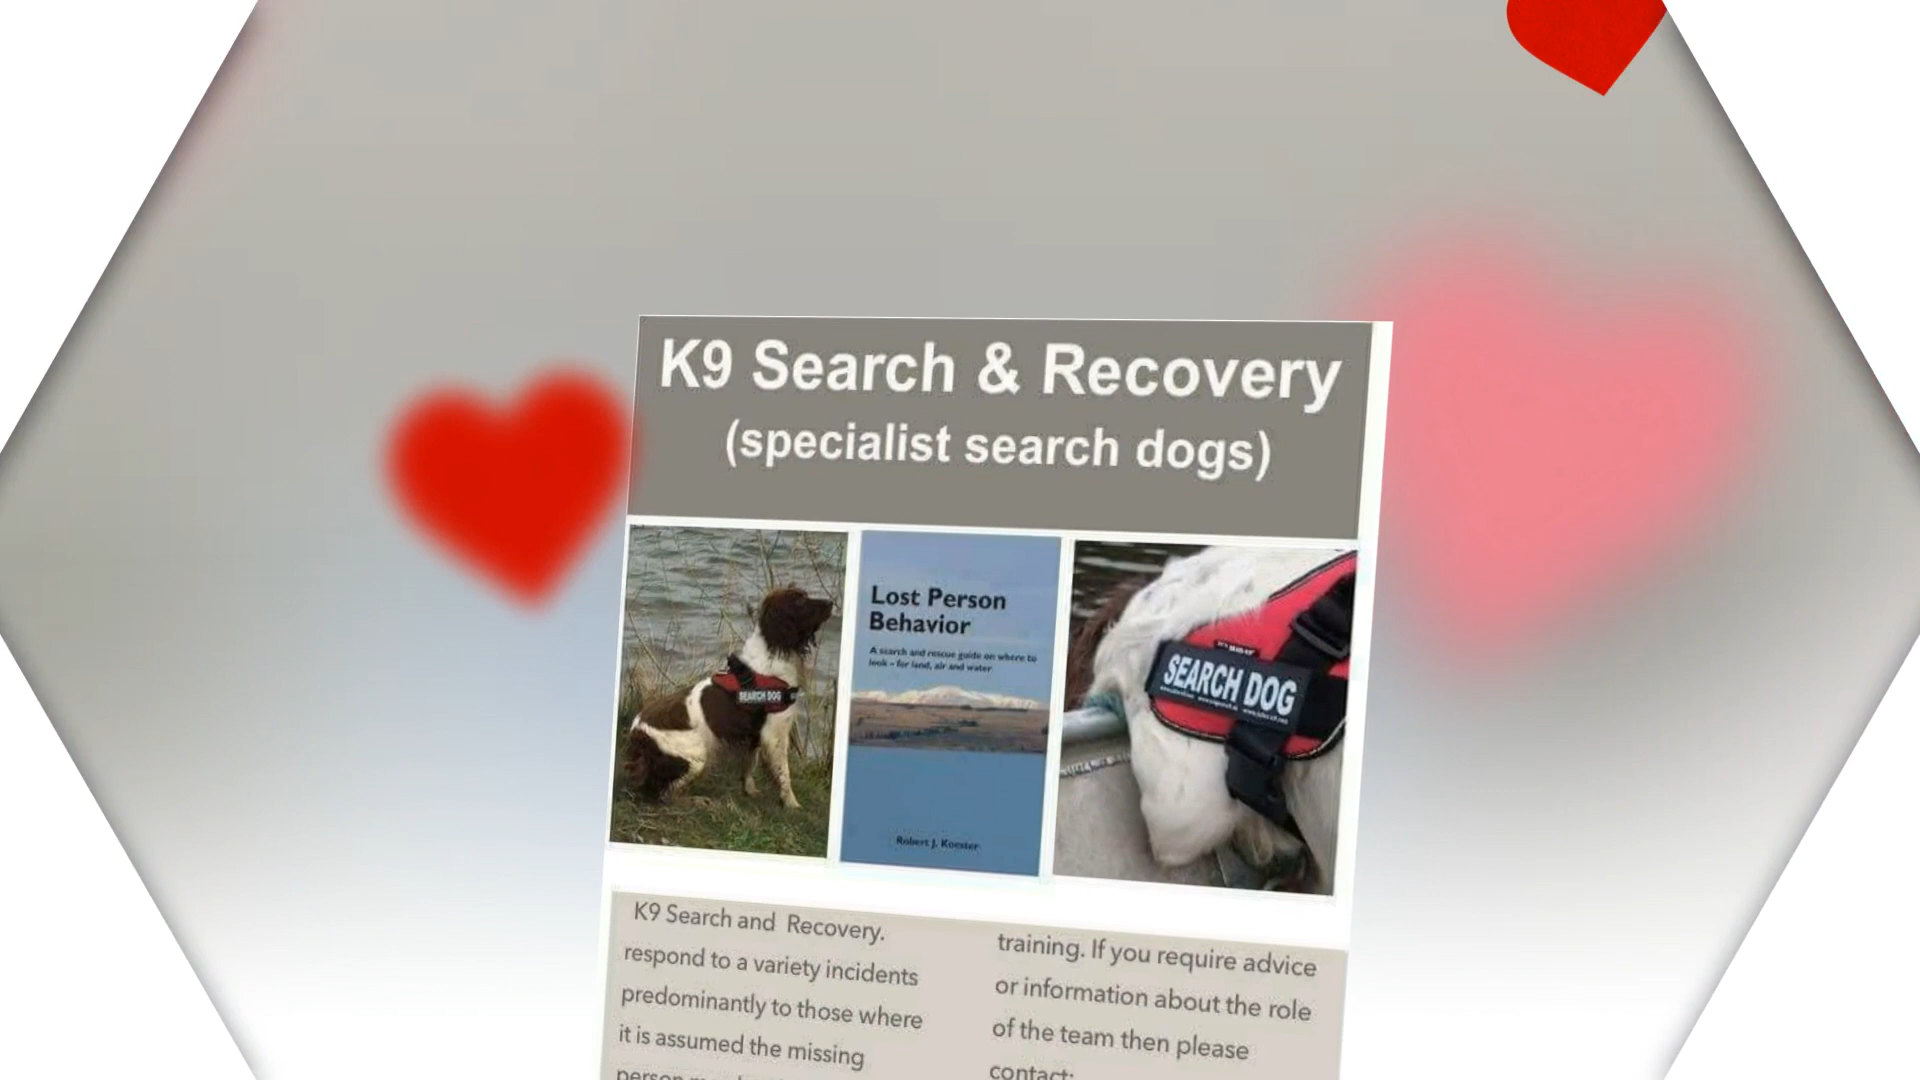 K9 Search & Recovery
(specialist search dogs)
SEARCH DOG
Lost Person
Behavior
A search and rescue guide on where to
look – for land, air and water
Robert J. Koester
SEARCH DOG
K9 Search and Recovery.
respond to a variety incidents
predominantly to those where
it is assumed the missing
person
training. If you require advice
or information about the role
of the team then please
contact: